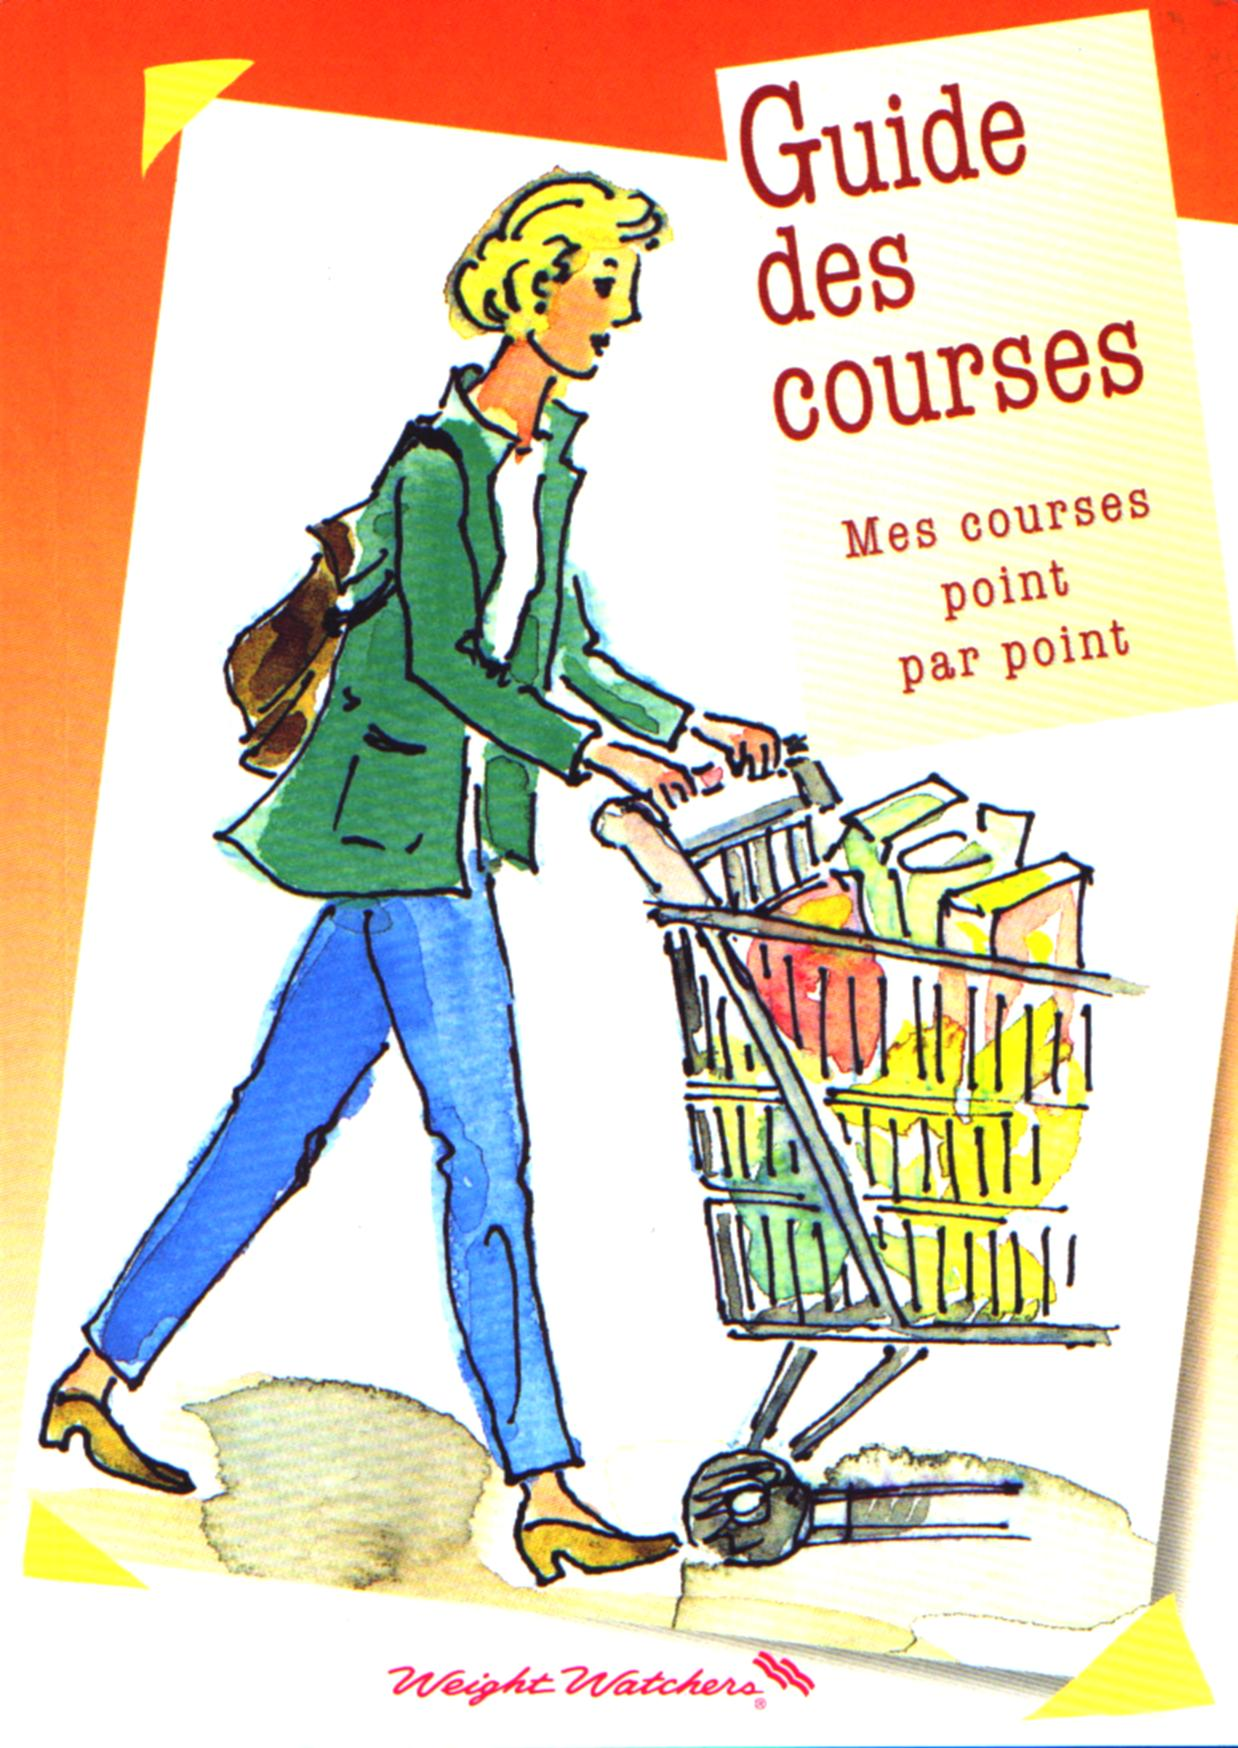 Guide
des
courses
Mes courses
point
par point
Weight Watchers®